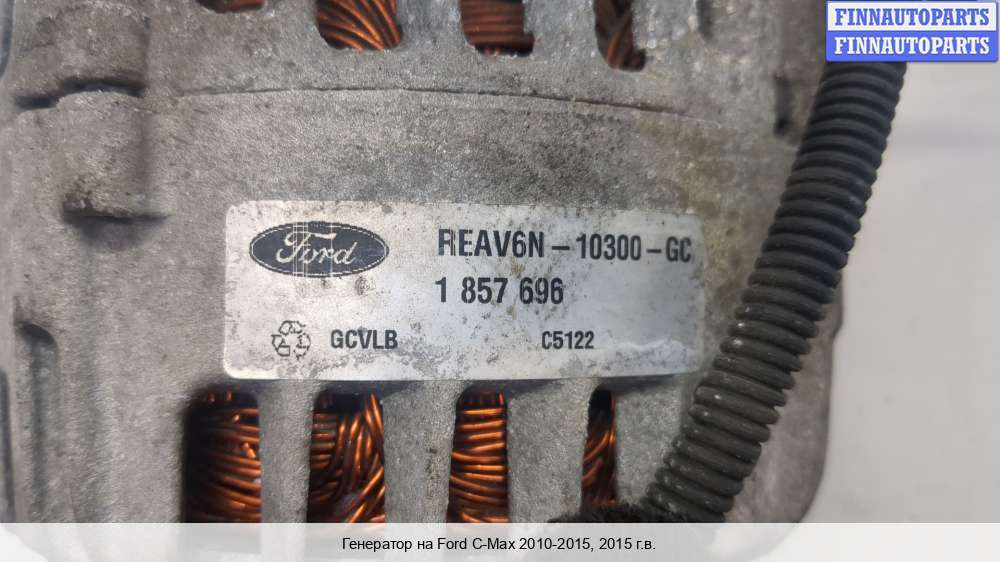 FINNAUTOPARTS
FINNAUTOPARTS
Ford
REAV6N-10300-GC
1 857 696
GCVLB C5122
Генератор на Ford C-Max 2010-2015, 2015 г.в.